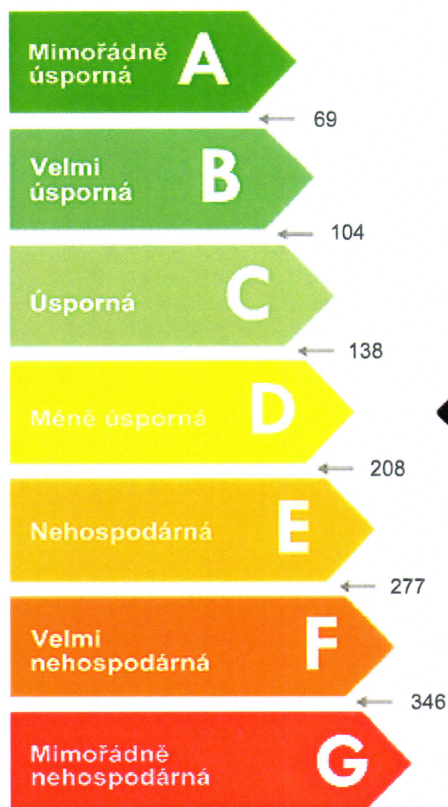 Mimořádně
úsporná
A
69
Velmi
úsporná
B
104
Úsporná
C
138
Méně úsporná
D
208
Nehospodárná
E
277
Velmi
nehospodárná
F
346
Mimořádně
nehospodárná
G